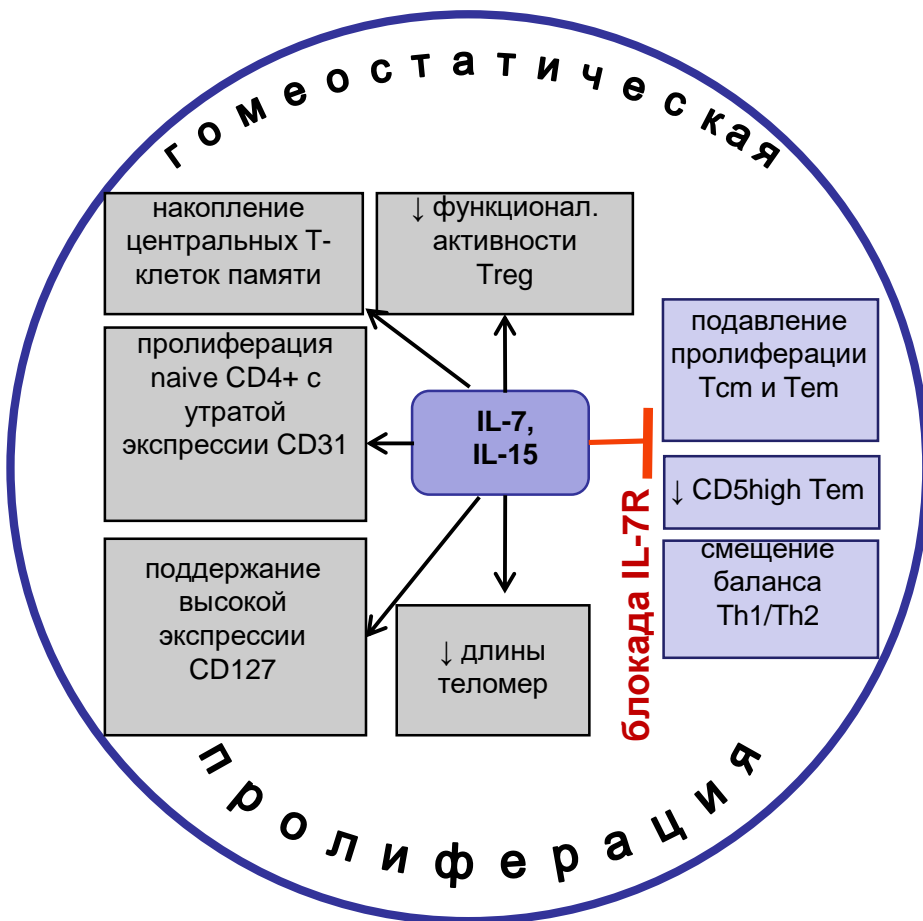 гомеостатическая
накопление
центральных Т-
клеток памяти
↓ функционал.
активности
Treg
пролиферация
naive CD4+ с
утратой
экспрессии CD31
IL-7,
IL-15
подавление
пролиферации
Tcm и Tem
↓ CD5high Tem
смещение
баланса
Th1/Th2
блокада IL-7R
поддержание
высокой
экспрессии
CD127
↓ длины
теломер
пролиферация